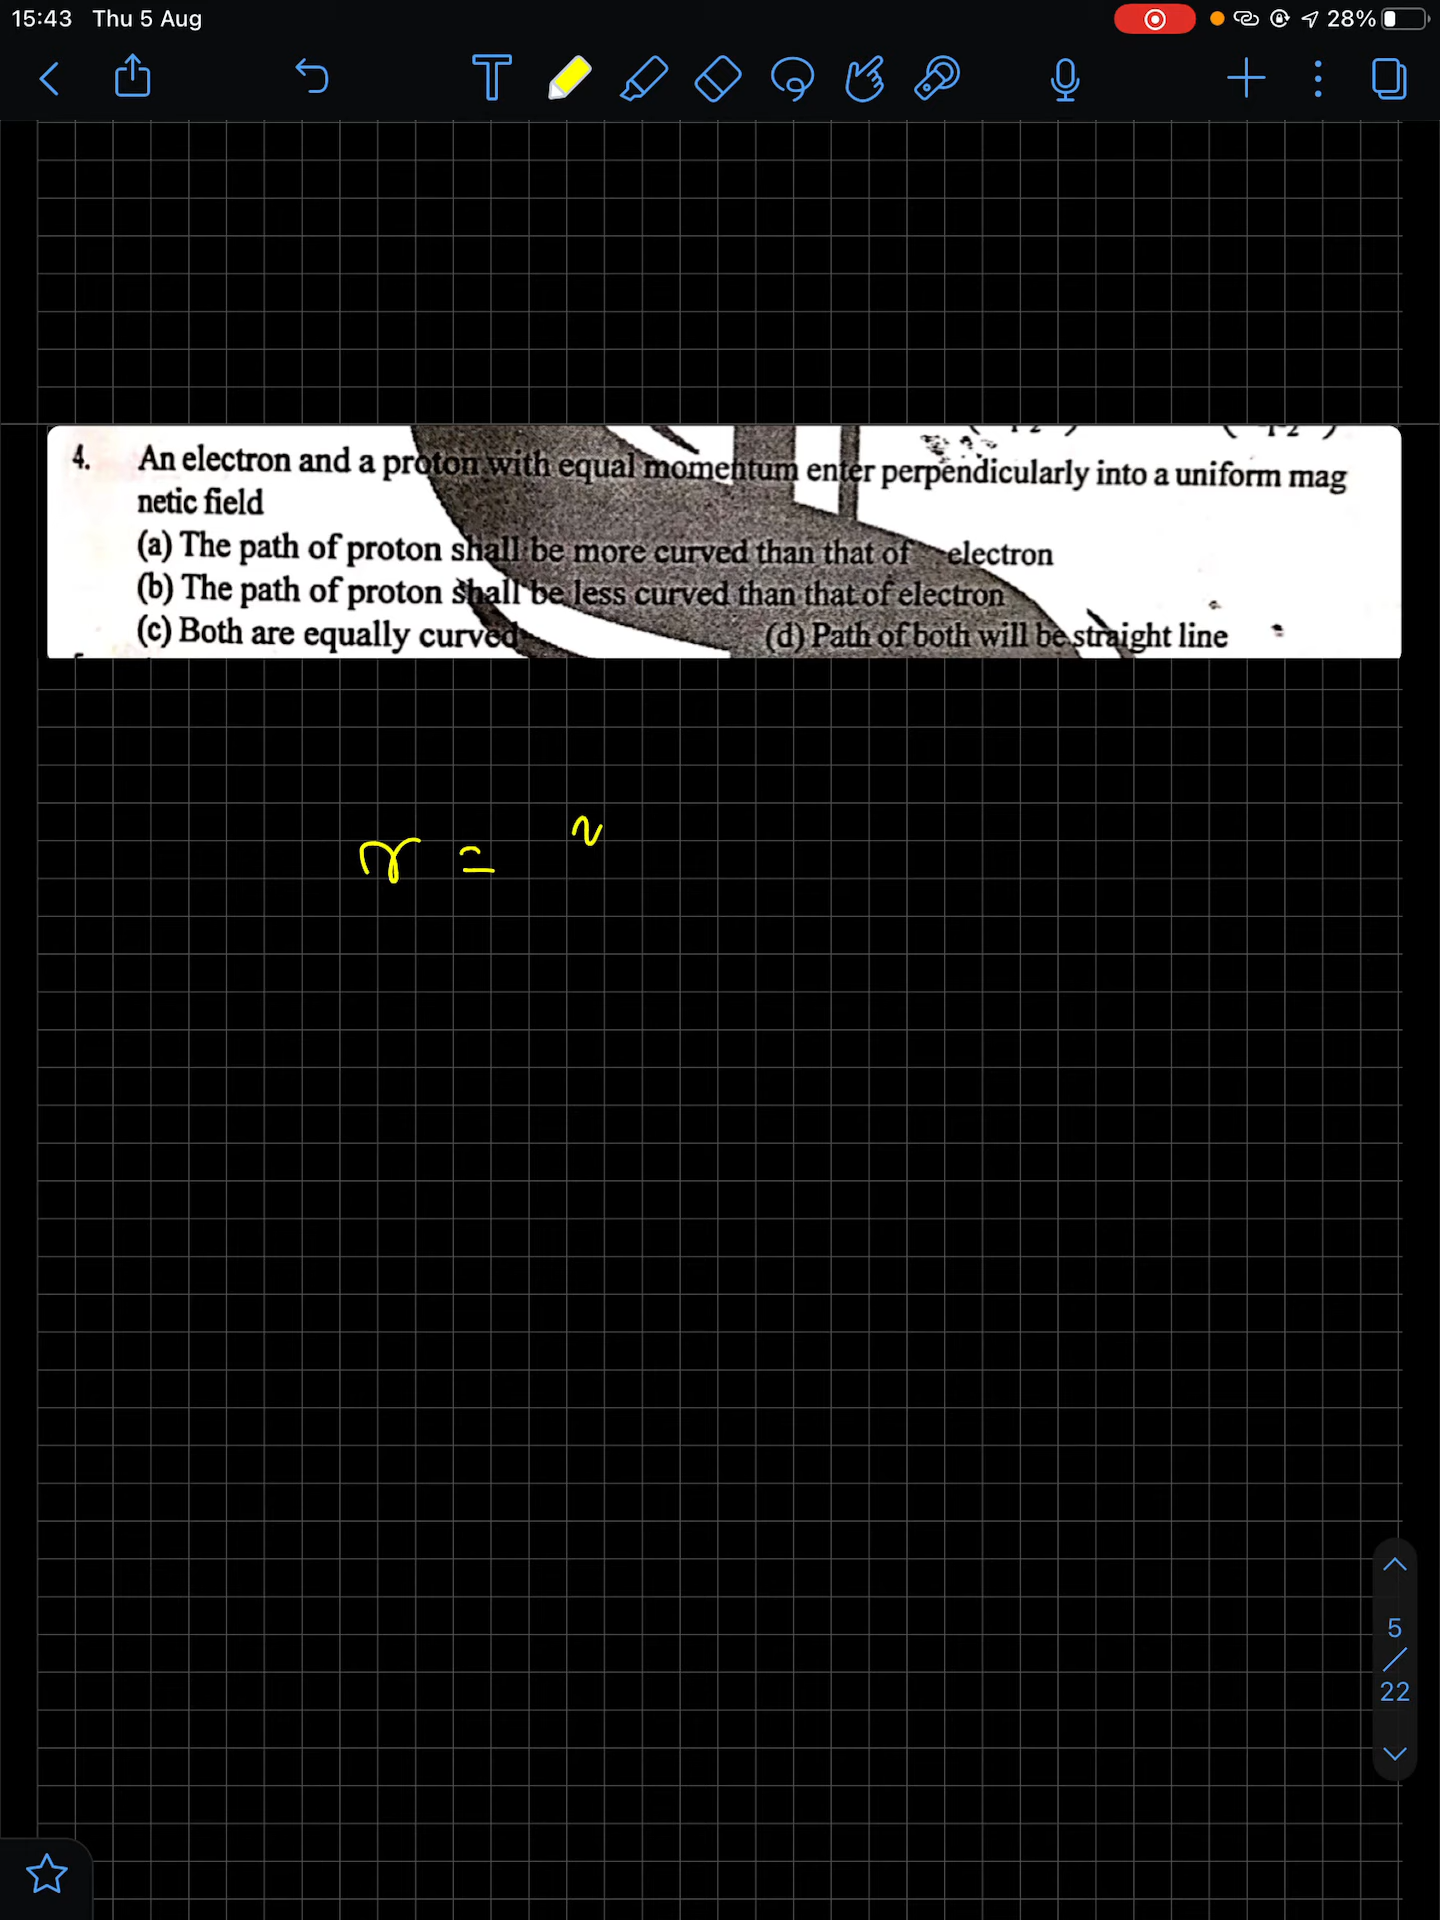 15:43 Thu 5 Aug 28%
4. An electron and a proton with equal momentum enter perpendicularly into a uniform mag
netic field
(a) The path of proton shall be more curved than that of electron
(b) The path of proton shall be less curved than that of electron
(c) Both are equally curved (d) Path of both will be straight line
r =
5
/
22